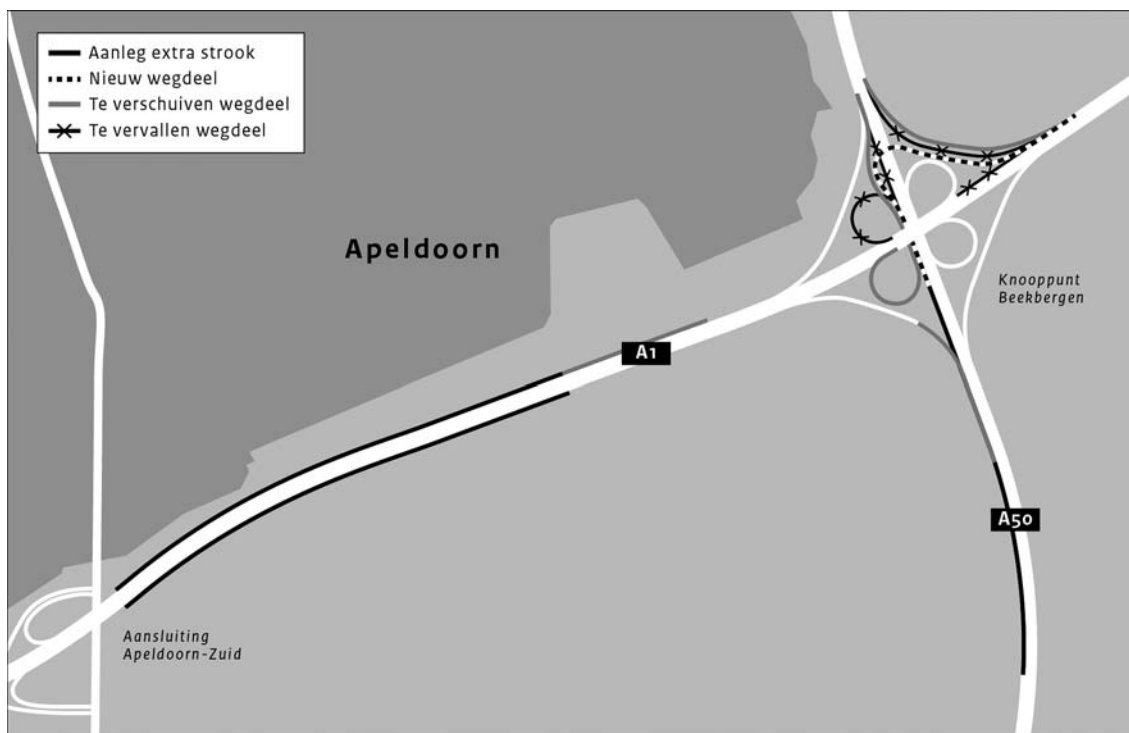 Aanleg extra strook
Nieuw wegdeel
Te verschuiven wegdeel
Te vervallen wegdeel
Apeldoorn
Knooppunt
Beekbergen
A1
A50
Aansluiting
Apeldoorn-Zuid